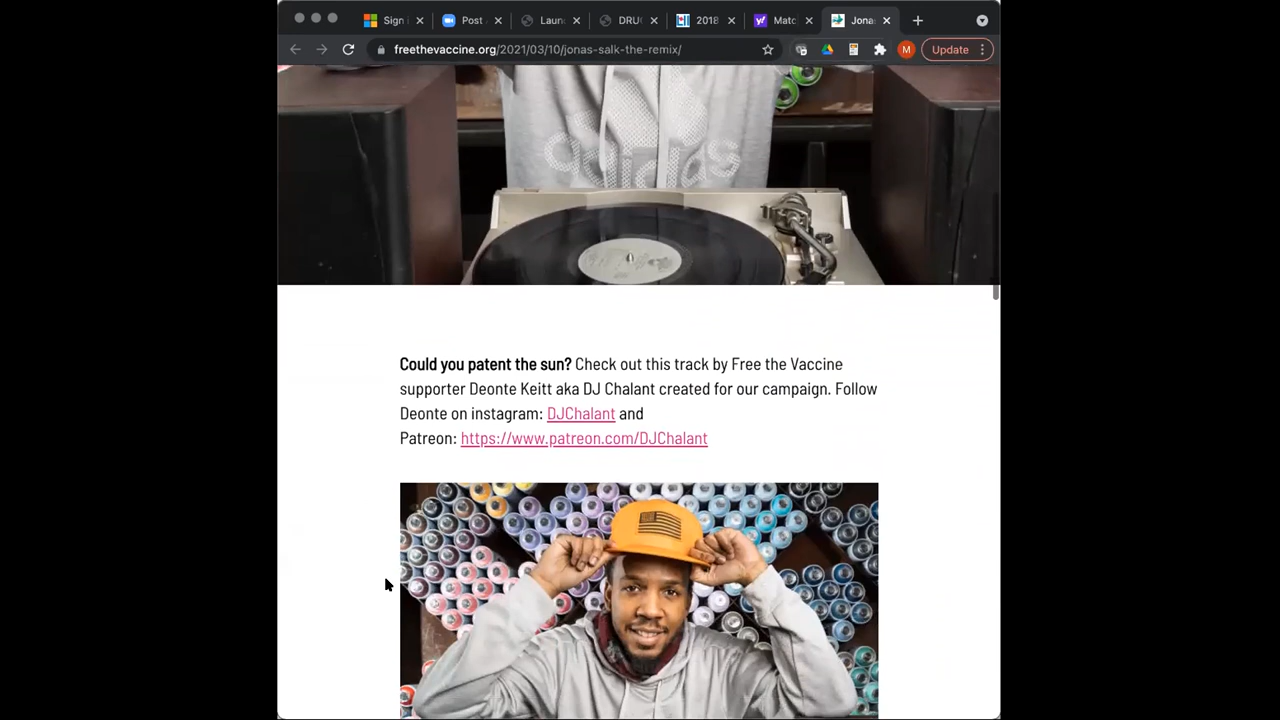 Sign
Post
Laun
DRU
2018
Matc
Jona
freethevaccine.org/2021/03/10/jonas-salk-the-remix/
M
Update
adidas
Could you patent the sun? Check out this track by Free the Vaccine
supporter Deonte Keitt aka DJ Chalant created for our campaign. Follow
Deonte on instagram: DJChalant and
Patreon: https://www.patreon.com/DJChalant